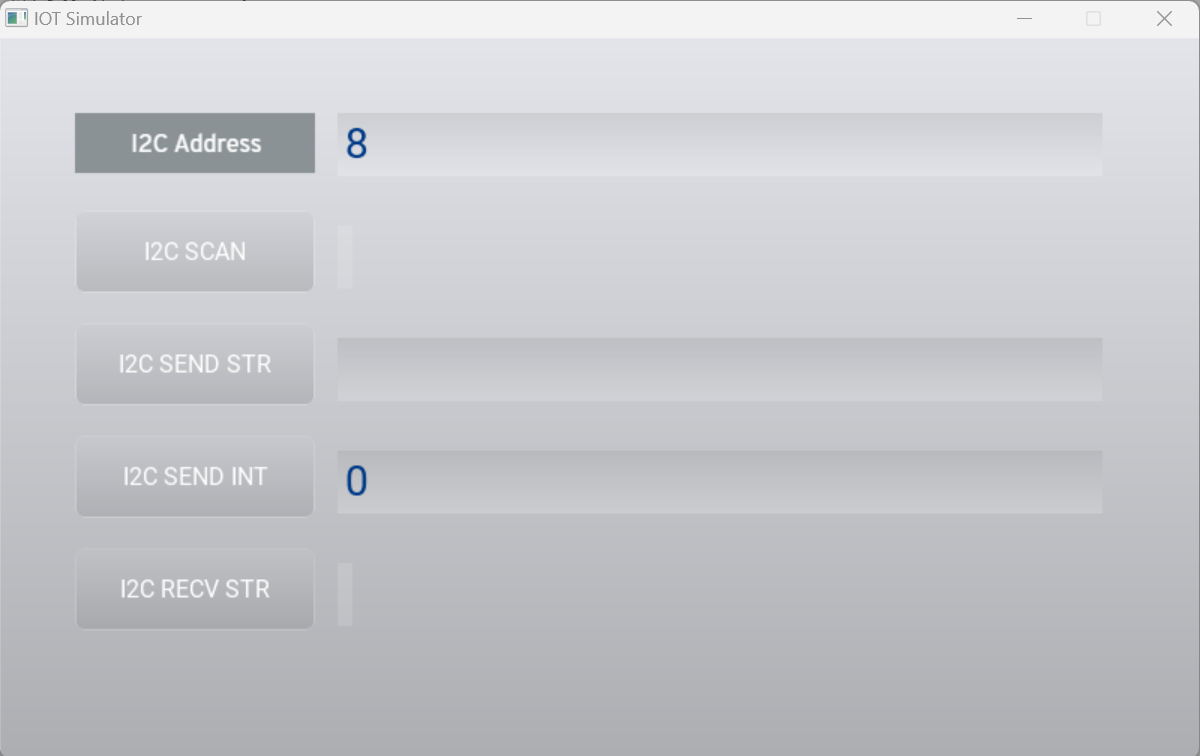 IOT Simulator
I2C Address
8
I2C SCAN
I2C SEND STR
I2C SEND INT
0
I2C RECV STR